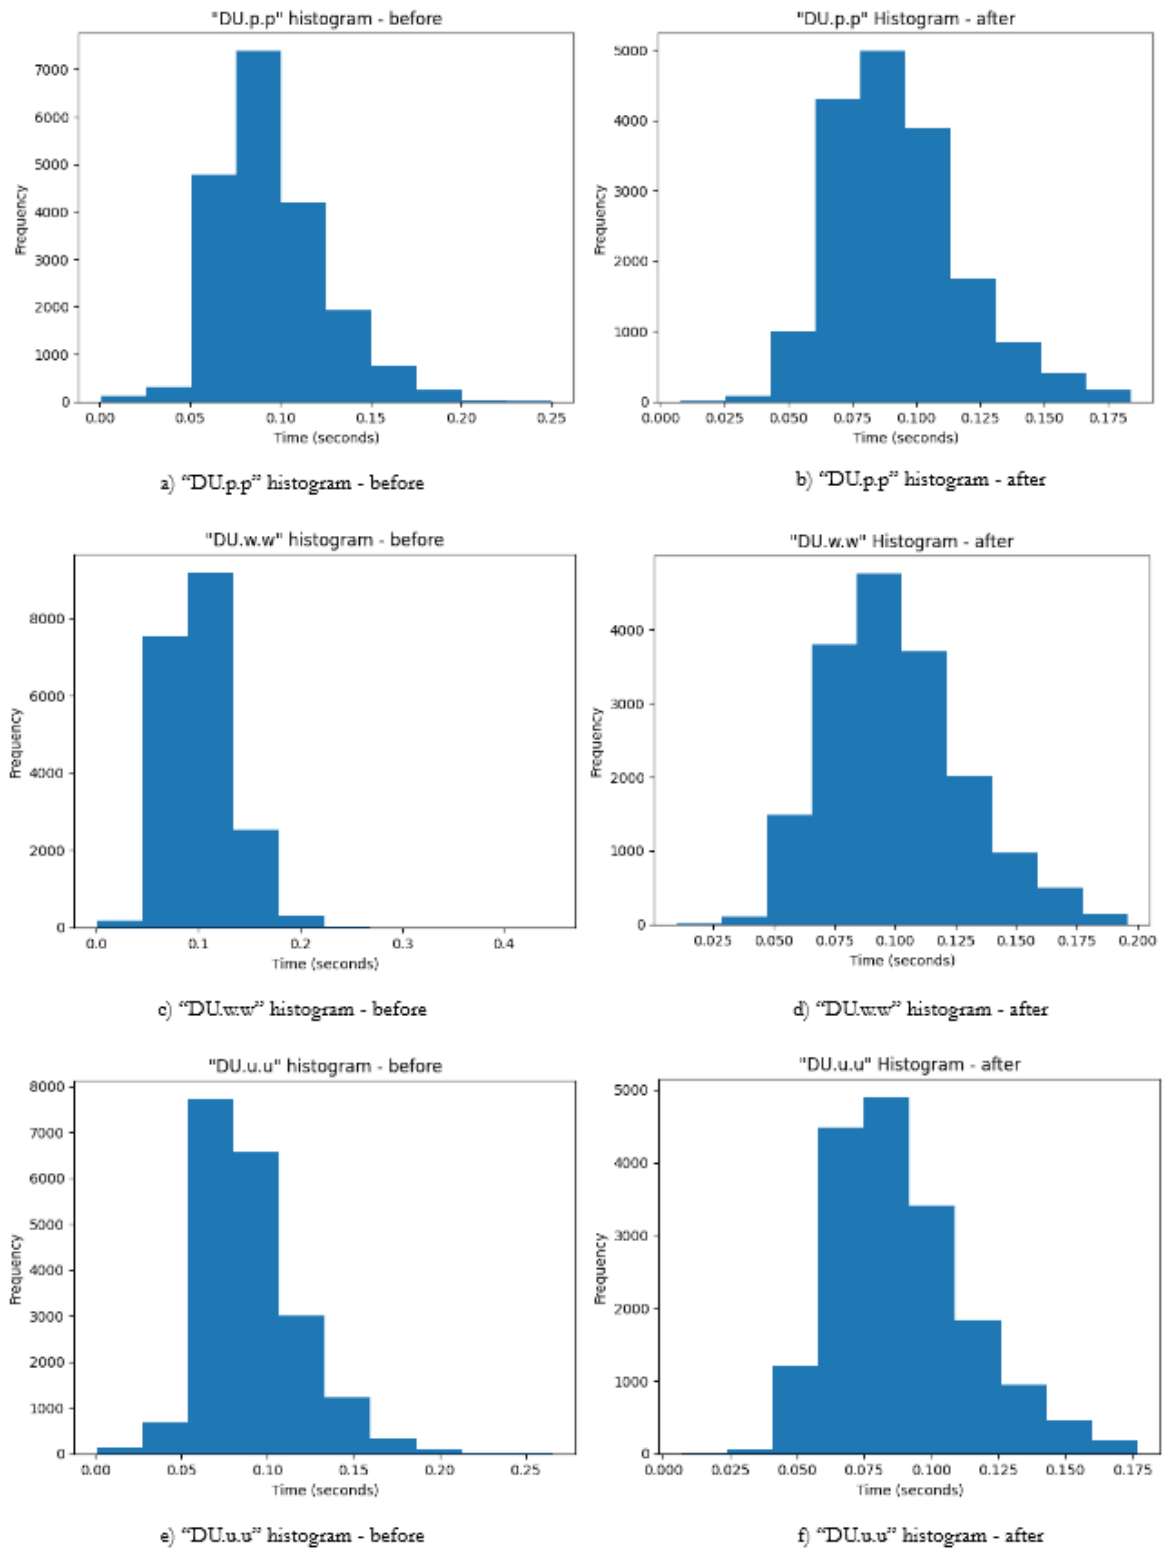 "DU.p.p" histogram - before
7000
6000
5000
4000
3000
2000
1000
0
Frequency
0.00 0.05 0.10 0.15 0.20 0.25
Time (seconds)
a) “DU.p.p” histogram - before
"DU.p.p" Histogram - after
5000
4000
3000
2000
1000
0
Frequency
0.000 0.025 0.050 0.075 0.100 0.125 0.150 0.175
Time (seconds)
b) “DU.p.p” histogram - after
"DU.w.w" histogram - before
8000
6000
4000
2000
0
Frequency
0.0 0.1 0.2 0.3 0.4
Time (seconds)
c) “DU.w.w” histogram - before
"DU.w.w" Histogram - after
4000
3000
2000
1000
0
Frequency
0.025 0.050 0.075 0.100 0.125 0.150 0.175 0.200
Time (seconds)
d) “DU.w.w” histogram - after
"DU.u.u" histogram - before
8000
7000
6000
5000
4000
3000
2000
1000
0
Frequency
0.00 0.05 0.10 0.15 0.20 0.25
Time (seconds)
e) “DU.u.u” histogram - before
"DU.u.u" Histogram - after
5000
4000
3000
2000
1000
0
Frequency
0.000 0.025 0.050 0.075 0.100 0.125 0.150 0.175
Time (seconds)
f) “DU.u.u” histogram - after